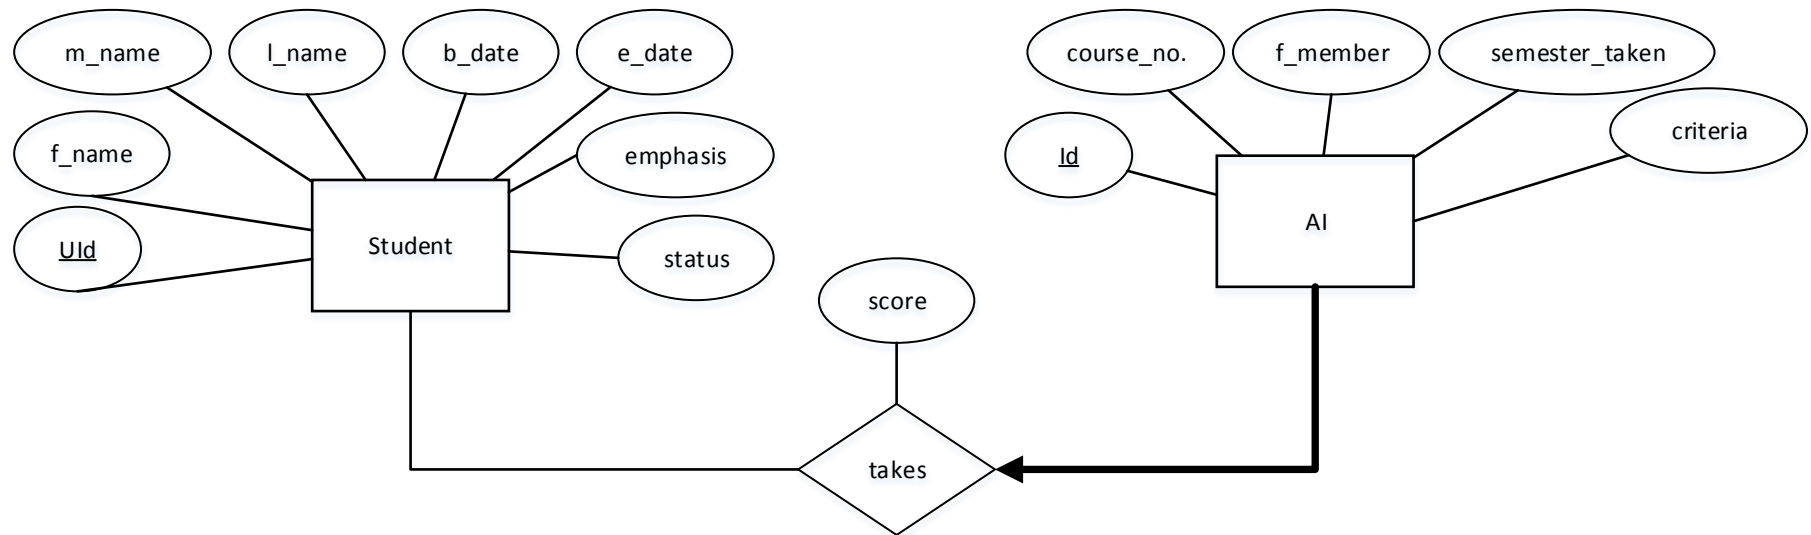 m_name
l_name
b_date
e_date
course_no.
f_member
semester_taken
f_name
emphasis
Id
criteria
UId
Student
status
AI
score
takes